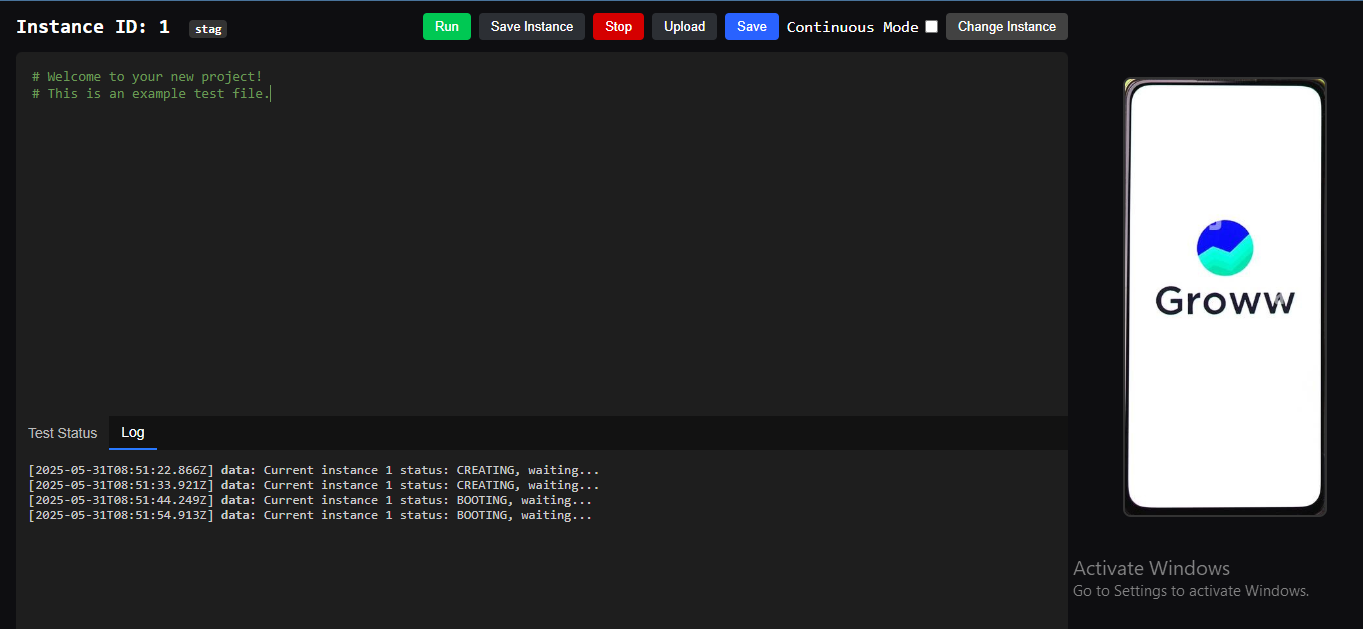 Instance ID: 1 stag
Run Save Instance Stop Upload Save Continuous Mode Change Instance
# Welcome to your new project!
# This is an example test file.
Test Status Log
[2025-05-31T08:51:22.866Z] data: Current instance 1 status: CREATING, waiting...
[2025-05-31T08:51:33.921Z] data: Current instance 1 status: CREATING, waiting...
[2025-05-31T08:51:44.249Z] data: Current instance 1 status: BOOTING, waiting...
[2025-05-31T08:51:54.913Z] data: Current instance 1 status: BOOTING, waiting...
Groww
Activate Windows
Go to Settings to activate Windows.